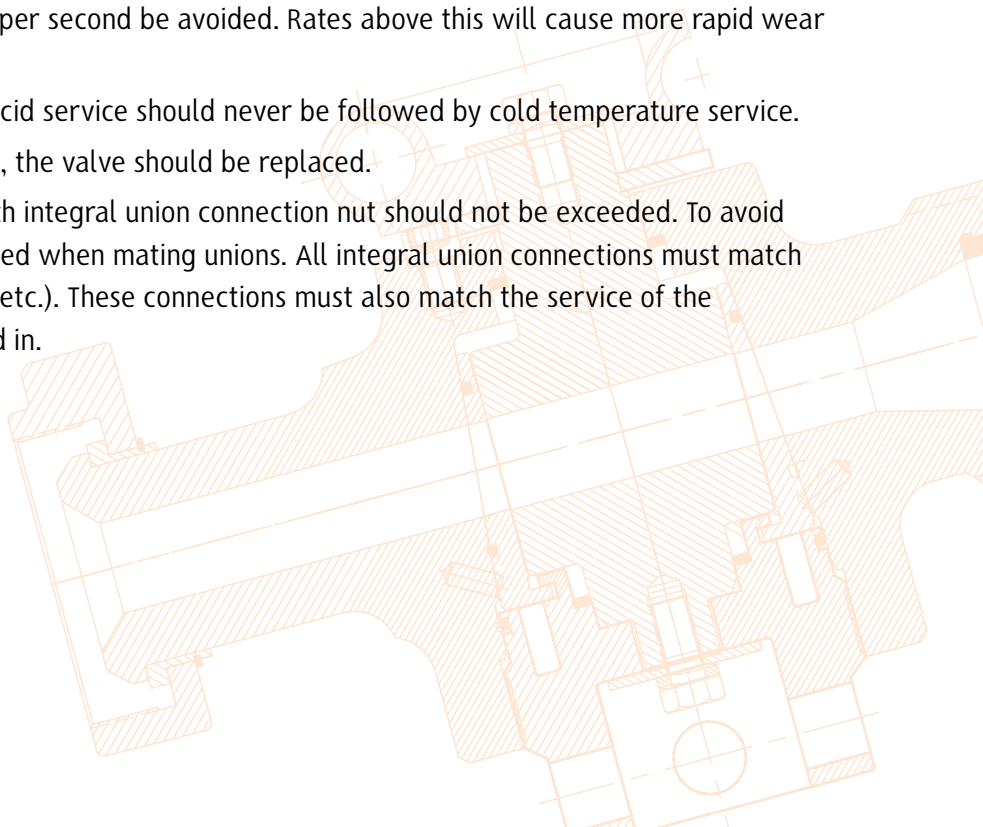 per second be avoided. Rates above this will cause more rapid wear
cid service should never be followed by cold temperature service.
, the valve should be replaced.
h integral union connection nut should not be exceeded. To avoid
ed when mating unions. All integral union connections must match
etc.). These connections must also match the service of the
d in.